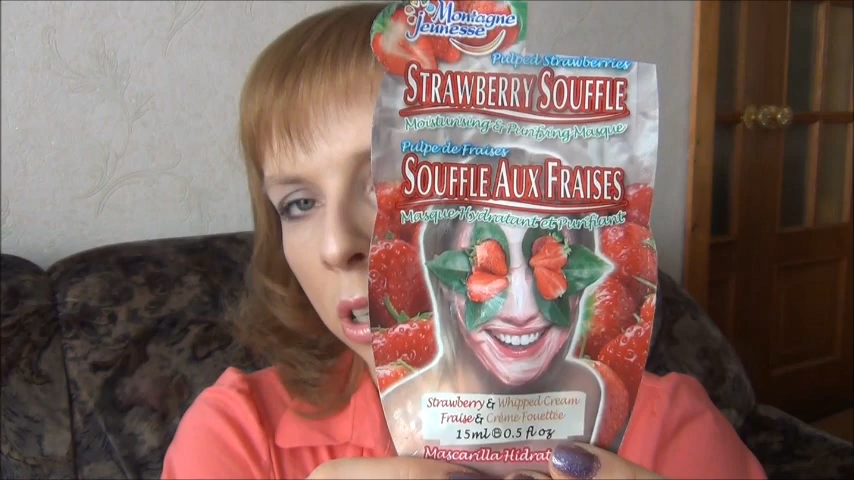 Montagne
Jeunesse
Pulped Strawberries
STRAWBERRY SOUFFLE
Moisturising & Purifying Masque
Pulpe de Fraises
SOUFFLE AUX FRAISES
Masque Hydratant et Purifiant
Strawberry & Whipped Cream
Fraise & Crème Fouettée
15ml e 0.5 fl oz
Mascarilla Hidrat